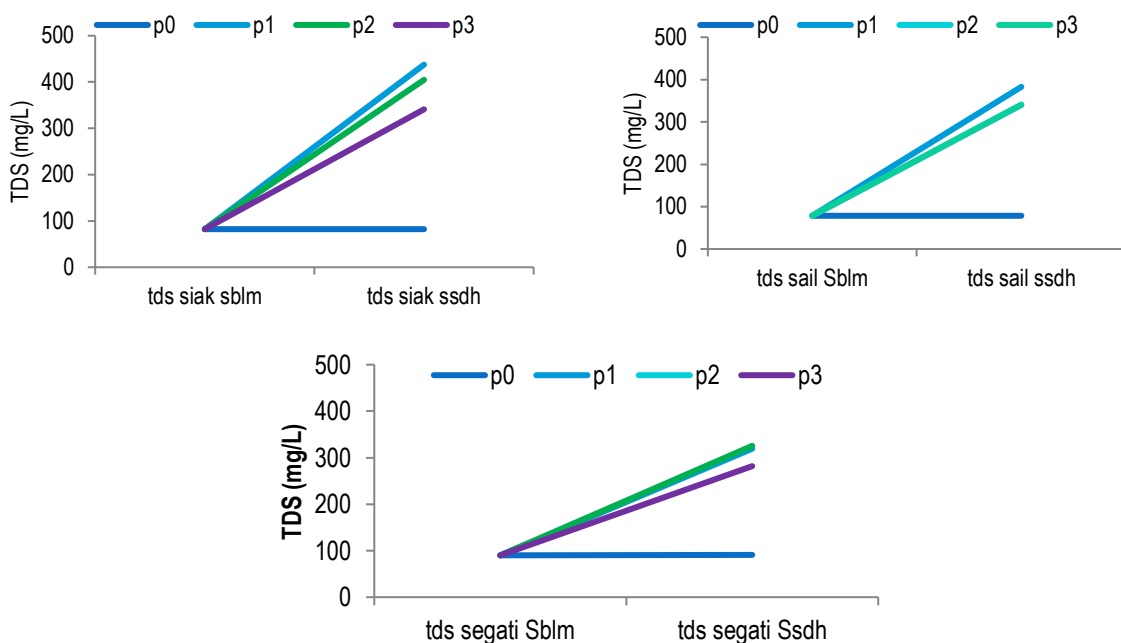 p0 p1 p2 p3
500
400
300
200
100
0
TDS (mg/L)
tds siak sblm tds siak ssdh
p0 p1 p2 p3
500
400
300
200
100
0
TDS (mg/L)
tds sail Sblm tds sail ssdh
p0 p1 p2 p3
500
400
300
200
100
0
TDS (mg/L)
tds segati Sblm tds segati Ssdh